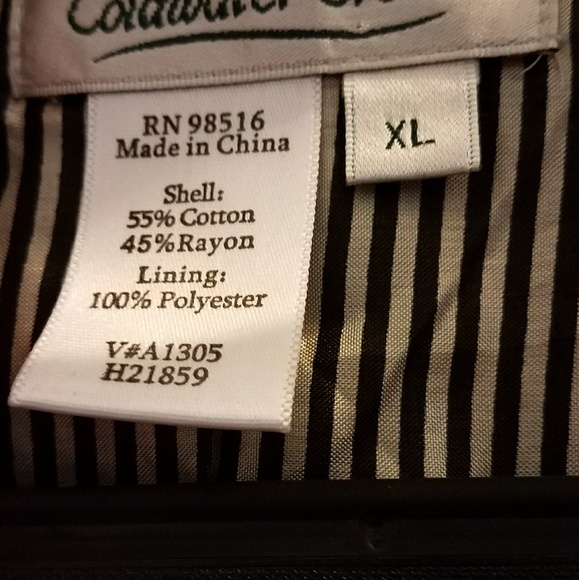 Coldwater
RN 98516
Made in China
XL
Shell:
55% Cotton
45%Rayon
Lining:
100% Polyester
V#A1305
H21859